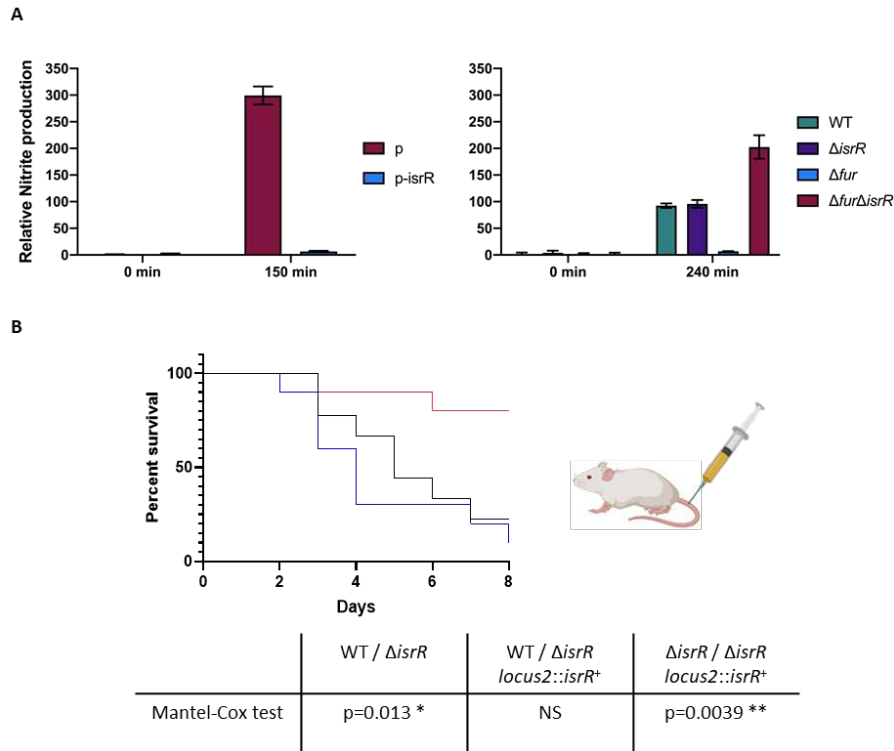 A
350
300
250
200
150
100
50
0
Relative Nitrite production
0 min
150 min
p
p-isrR
350
300
250
200
150
100
50
0
0 min
240 min
WT
ΔisrR
Δfur
ΔfurΔisrR
B
100
50
0
Percent survival
0 2 4 6 8
Days
WT / ΔisrR
WT / ΔisrR
locus2::isrR⁺
ΔisrR / ΔisrR
locus2::isrR⁺
Mantel-Cox test
p=0.013 *
NS
p=0.0039 **